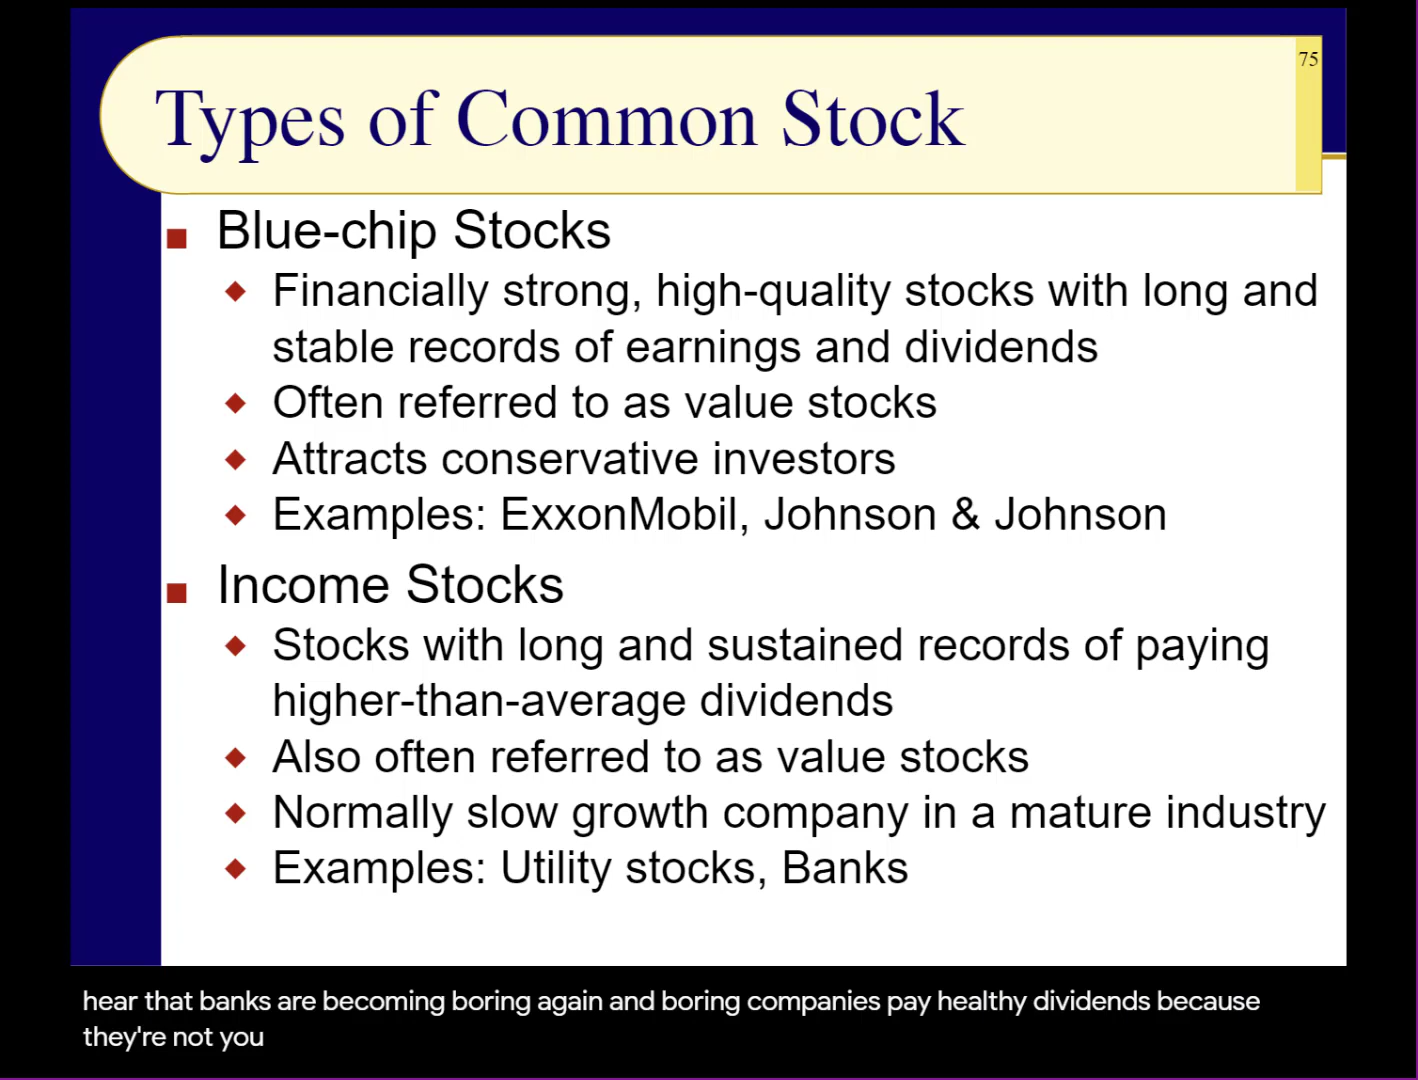 75
Types of Common Stock
Blue-chip Stocks
Financially strong, high-quality stocks with long and
stable records of earnings and dividends
Often referred to as value stocks
Attracts conservative investors
Examples: ExxonMobil, Johnson & Johnson
Income Stocks
Stocks with long and sustained records of paying
higher-than-average dividends
Also often referred to as value stocks
Normally slow growth company in a mature industry
Examples: Utility stocks, Banks
hear that banks are becoming boring again and boring companies pay healthy dividends because
they're not you